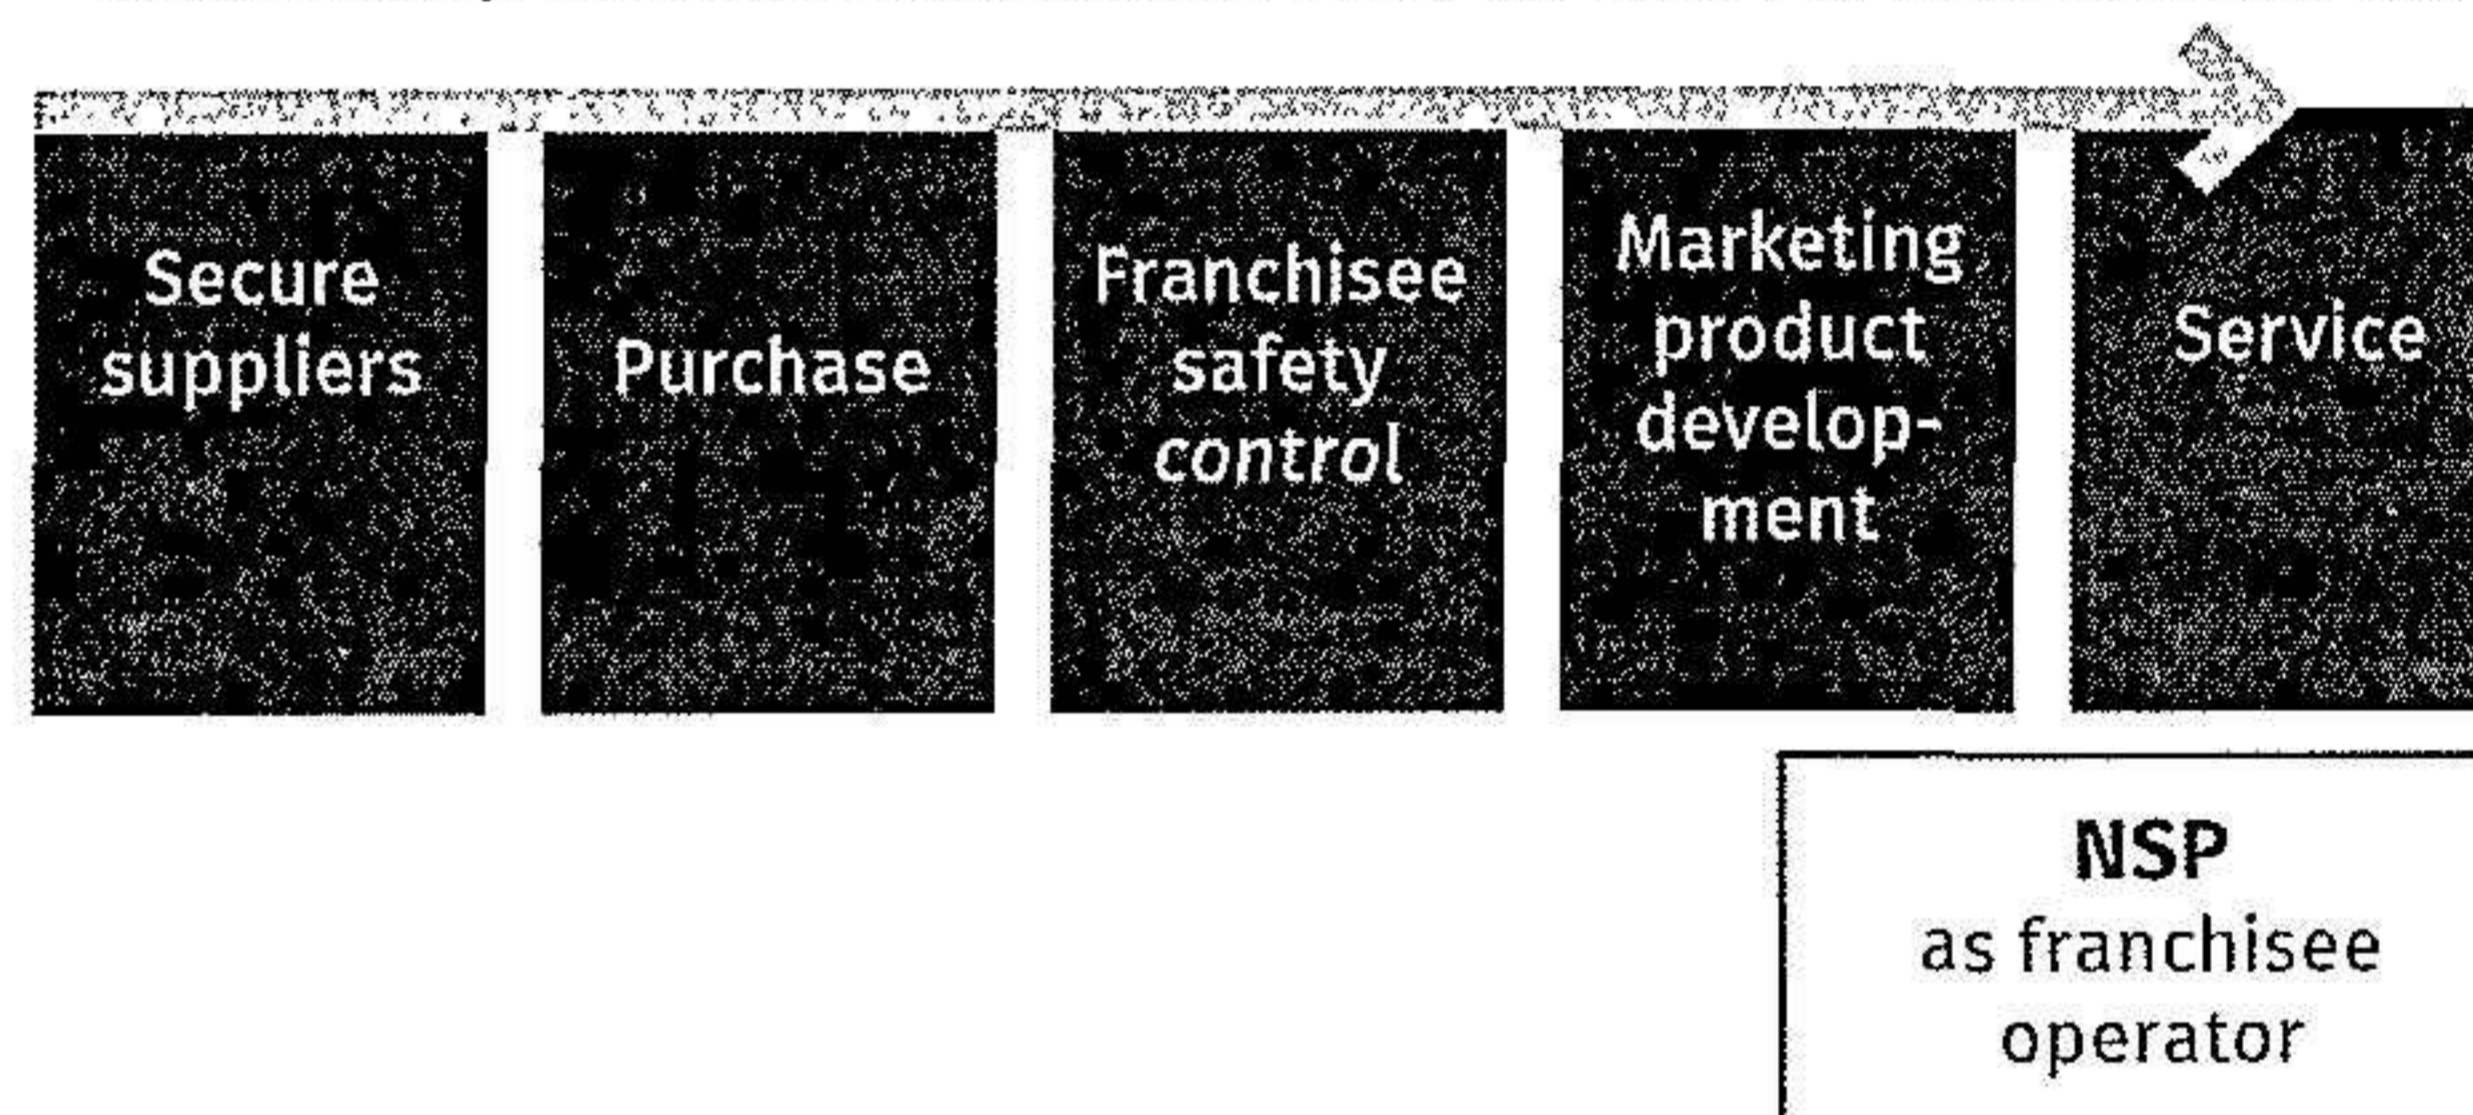 Secure
suppliers
Purchase
Franchisee
safety
control
Marketing
product
develop-
ment
Service
NSP
as franchisee
operator